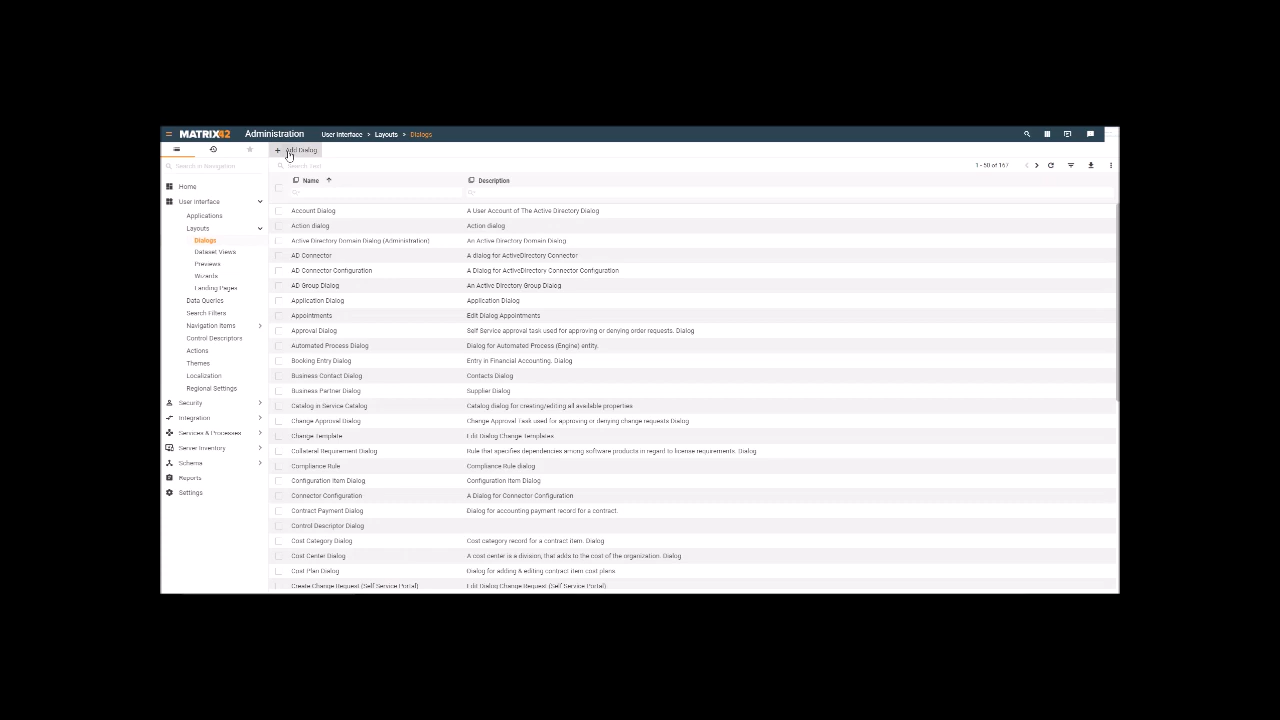 MATRIX42 Administration User Interface > Layouts > Dialogs
+ Add Dialog
Search in Navigation
1 - 50 of 167
Name Description
Home
User Interface
Applications
Layouts
Dialogs
Dataset Views
Previews
Wizards
Landing Pages
Data Queries
Search Filters
Navigation Items
Control Descriptors
Actions
Themes
Localization
Regional Settings
Security
Integration
Services & Processes
Server Inventory
Schema
Reports
Settings
Account Dialog A User Account of The Active Directory Dialog
Action dialog Action dialog
Active Directory Domain Dialog (Administration) An Active Directory Domain Dialog
AD Connector A dialog for ActiveDirectory Connector
AD Connector Configuration A Dialog for ActiveDirectory Connector Configuration
AD Group Dialog An Active Directory Group Dialog
Application Dialog Application Dialog
Appointments Edit Dialog Appointments
Approval Dialog Self Service approval task used for approving or denying order requests. Dialog
Automated Process Dialog Dialog for Automated Process (Engine) entity.
Booking Entry Dialog Entry in Financial Accounting. Dialog
Business Contact Dialog Contacts Dialog
Business Partner Dialog Supplier Dialog
Catalog in Service Catalog Catalog dialog for creating/editing all available properties
Change Approval Dialog Change Approval Task used for approving or denying change requests Dialog
Change Template Edit Dialog Change Templates
Collateral Requirement Dialog Rule that specifies dependencies among software products in regard to license requirements. Dialog
Compliance Rule Compliance Rule dialog
Configuration Item Dialog Configuration Item Dialog
Connector Configuration A Dialog for Connector Configuration
Contract Payment Dialog Dialog for accounting payment record for a contract.
Control Descriptor Dialog
Cost Category Dialog Cost category record for a contract item. Dialog
Cost Center Dialog A cost center is a division, that adds to the cost of the organization. Dialog
Cost Plan Dialog Dialog for adding & editing contract item cost plans.
Create Change Request (Self Service Portal) Edit Dialog Change Request (Self Service Portal)